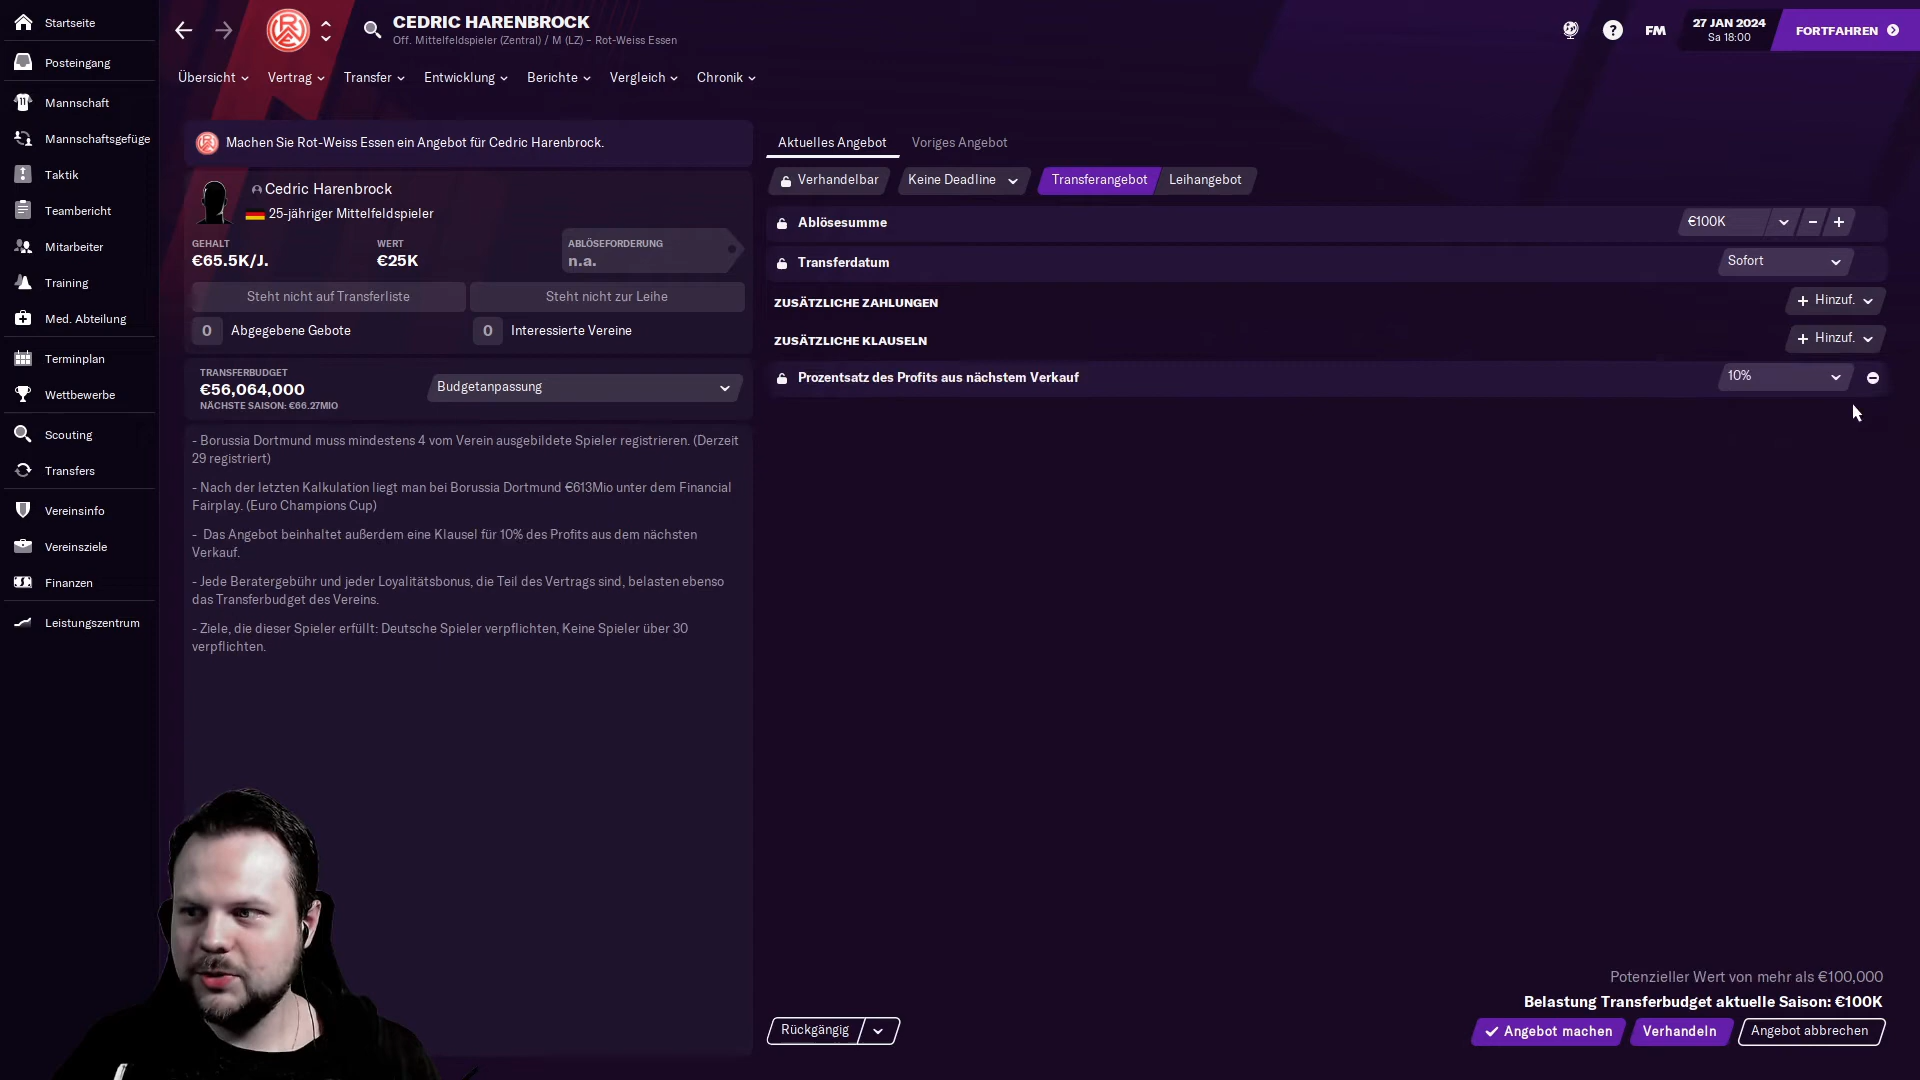 Startseite
Posteingang
Mannschaft
Mannschaftsgefüge
Taktik
Teambericht
Mitarbeiter
Training
Med. Abteilung
Terminplan
Wettbewerbe
Scouting
Transfers
Vereinsinfo
Vereinsziele
Finanzen
Leistungszentrum
CEDRIC HARENBROCK
Off. Mittelfeldspieler (Zentral) / M (LZ) – Rot-Weiss Essen
FM
27 JAN 2024
Sa 18:00
FORTFAHREN
Übersicht Vertrag Transfer Entwicklung Berichte Vergleich Chronik
Machen Sie Rot-Weiss Essen ein Angebot für Cedric Harenbrock.
Cedric Harenbrock
25-jähriger Mittelfeldspieler
GEHALT
€65.5K/J.
WERT
€25K
ABLÖSEFORDERUNG
n.a.
Steht nicht auf Transferliste
Steht nicht zur Leihe
0 Abgegebene Gebote
0 Interessierte Vereine
TRANSFERBUDGET
€56,064,000
NÄCHSTE SAISON: €66.27MIO
Budgetanpassung
- Borussia Dortmund muss mindestens 4 vom Verein ausgebildete Spieler registrieren. (Derzeit
29 registriert)
- Nach der letzten Kalkulation liegt man bei Borussia Dortmund €613Mio unter dem Financial
Fairplay. (Euro Champions Cup)
- Das Angebot beinhaltet außerdem eine Klausel für 10% des Profits aus dem nächsten
Verkauf.
- Jede Beratergebühr und jeder Loyalitätsbonus, die Teil des Vertrags sind, belasten ebenso
das Transferbudget des Vereins.
- Ziele, die dieser Spieler erfüllt: Deutsche Spieler verpflichten, Keine Spieler über 30
verpflichten.
Aktuelles Angebot Voriges Angebot
Verhandelbar Keine Deadline Transferangebot Leihangebot
Ablösesumme €100K
Transferdatum Sofort
ZUSÄTZLICHE ZAHLUNGEN + Hinzuf.
ZUSÄTZLICHE KLAUSELN + Hinzuf.
Prozentsatz des Profits aus nächstem Verkauf 10%
Potenzieller Wert von mehr als €100,000
Belastung Transferbudget aktuelle Saison: €100K
Rückgängig
Angebot machen Verhandeln Angebot abbrechen